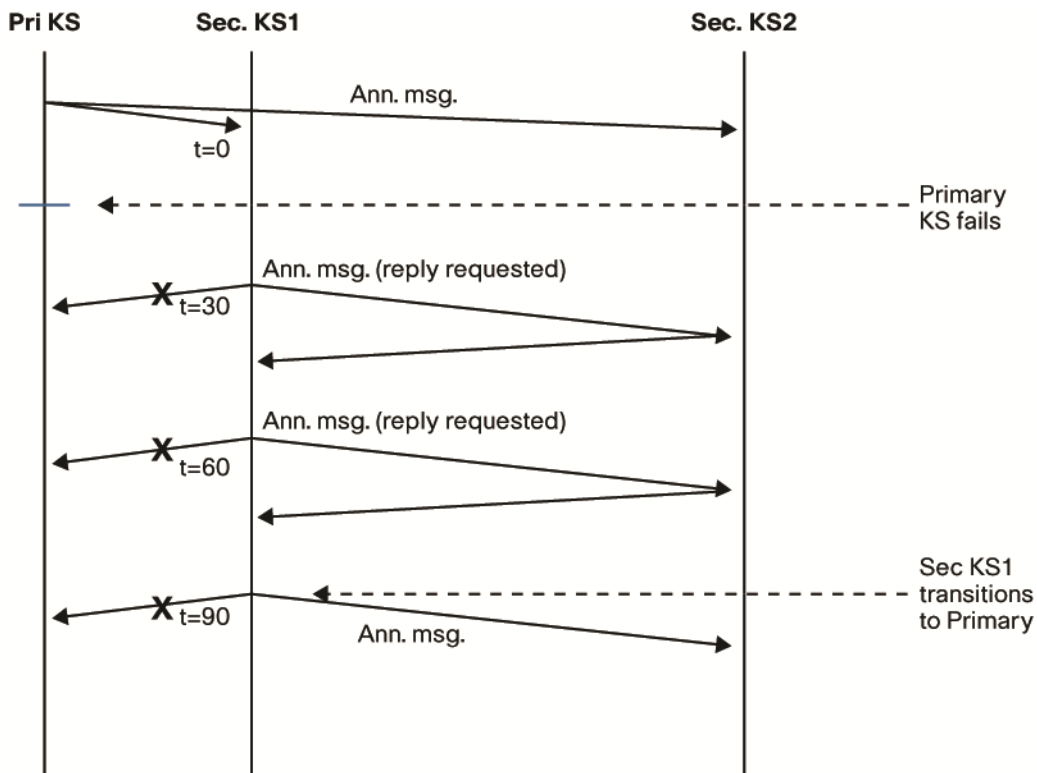 Pri KS
Sec. KS1
Sec. KS2
Ann. msg.
t=0
Primary
KS fails
Ann. msg. (reply requested)
X
t=30
Ann. msg. (reply requested)
X
t=60
Sec KS1
transitions
to Primary
X
t=90
Ann. msg.